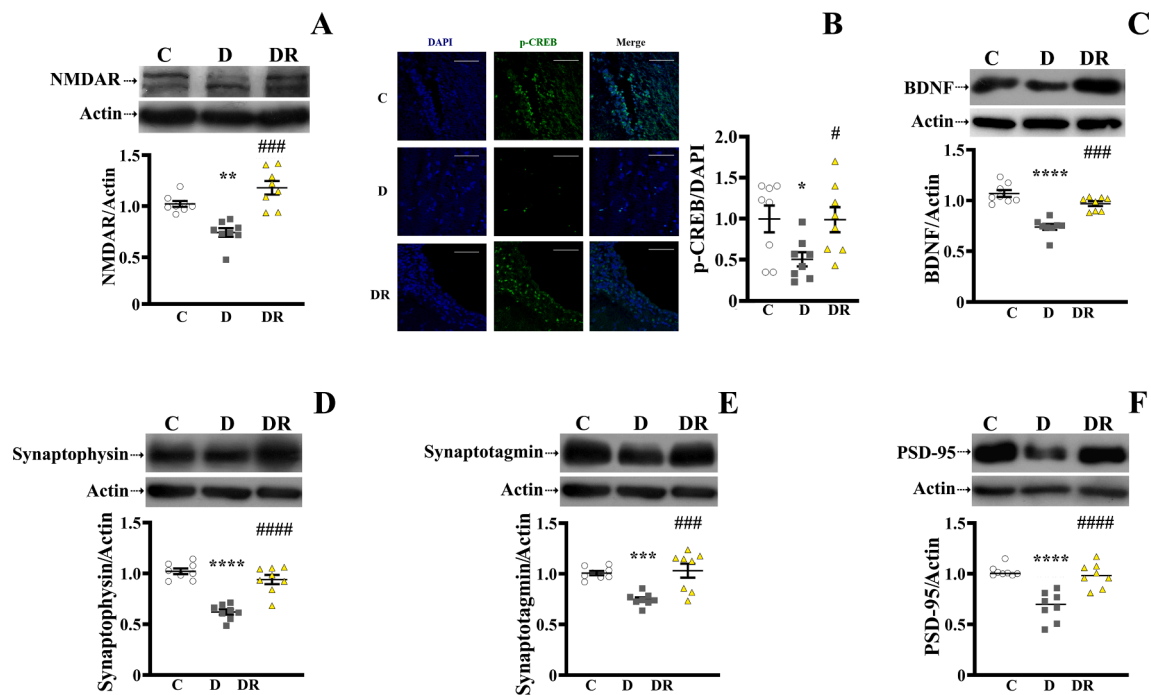 A
C D DR
NMDAR
Actin
###
**
1.5
1.0
0.5
0
NMDAR/Actin
C D DR
B
DAPI p-CREB Merge
C
D
DR
#
*
2.0
1.5
1.0
0.5
0
p-CREB/DAPI
C D DR
C
C D DR
BDNF
Actin
###
****
1.5
1.0
0.5
0
BDNF/Actin
C D DR
D
C D DR
Synaptophysin
Actin
####
****
1.5
1.0
0.5
0
Synaptophysin/Actin
C D DR
E
C D DR
Synaptotagmin
Actin
###
***
1.5
1.0
0.5
0
Synaptotagmin/Actin
C D DR
F
C D DR
PSD-95
Actin
####
****
1.5
1.0
0.5
0
PSD-95/Actin
C D DR